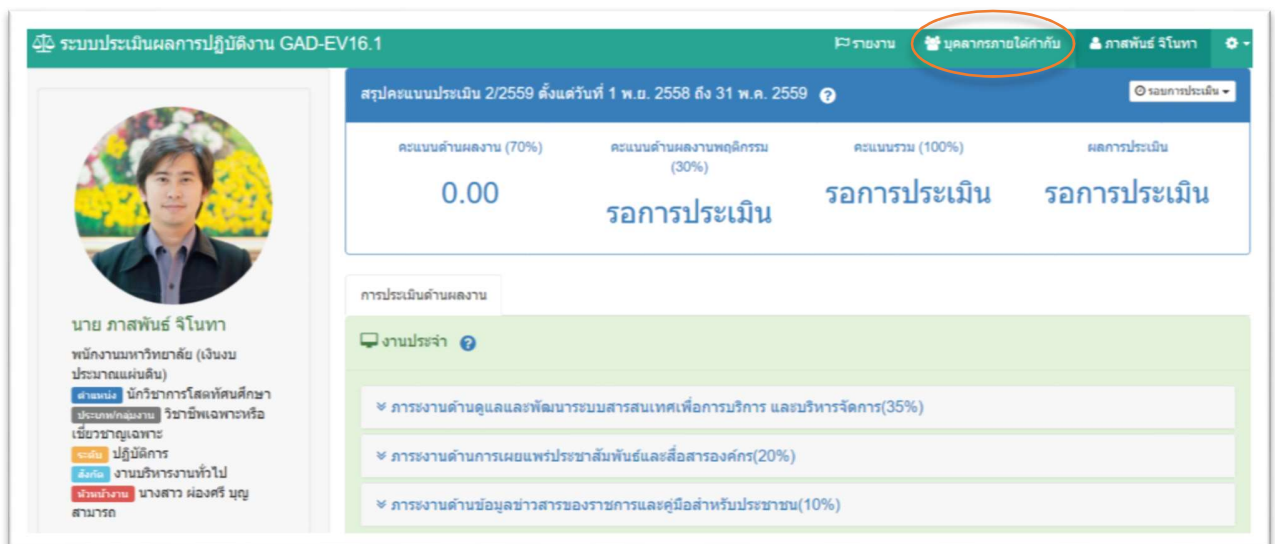 ระบบประเมินผลการปฏิบัติงาน GAD-EV16.1
รายงาน
บุคลากรภายใต้กำกับ
ภาสพันธ์ จิโนทา
สรุปคะแนนประเมิน 2/2559 ตั้งแต่วันที่ 1 พ.ย. 2558 ถึง 31 พ.ค. 2559
รอบการประเมิน
คะแนนด้านผลงาน (70%)
0.00
คะแนนด้านผลงานพฤติกรรม
(30%)
รอการประเมิน
คะแนนรวม (100%)
รอการประเมิน
ผลการประเมิน
รอการประเมิน
นาย ภาสพันธ์ จิโนทา
พนักงานมหาวิทยาลัย (เงินงบ
ประมาณแผ่นดิน)
ตำแหน่ง นักวิชาการโสตทัศนศึกษา
ประเภท/กลุ่มงาน วิชาชีพเฉพาะหรือ
เชี่ยวชาญเฉพาะ
ระดับ ปฏิบัติการ
สังกัด งานบริหารงานทั่วไป
หัวหน้างาน นางสาว ผ่องศรี บุญ
สามารถ
การประเมินด้านผลงาน
งานประจำ
ภาระงานด้านดูแลและพัฒนาระบบสารสนเทศเพื่อการบริการ และบริหารจัดการ(35%)
ภาระงานด้านการเผยแพร่ประชาสัมพันธ์และสื่อสารองค์กร(20%)
ภาระงานด้านข้อมูลข่าวสารของราชการและคู่มือสำหรับประชาชน(10%)